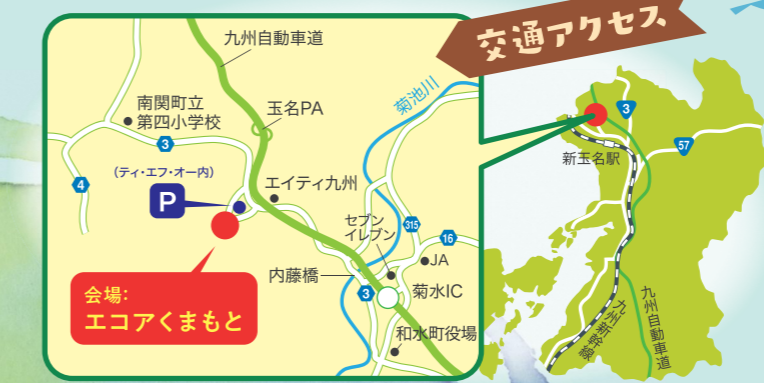 交通アクセス
九州自動車道
南関町立
第四小学校
玉名PA
菊池川
3
4
(ティ・エフ・オー内)
P
エイティ九州
セブン
イレブン
315
16
JA
内藤橋
3
菊水IC
会場:
エコアくまもと
和水町役場
3
57
新玉名駅
九州新幹線
九州自動車道